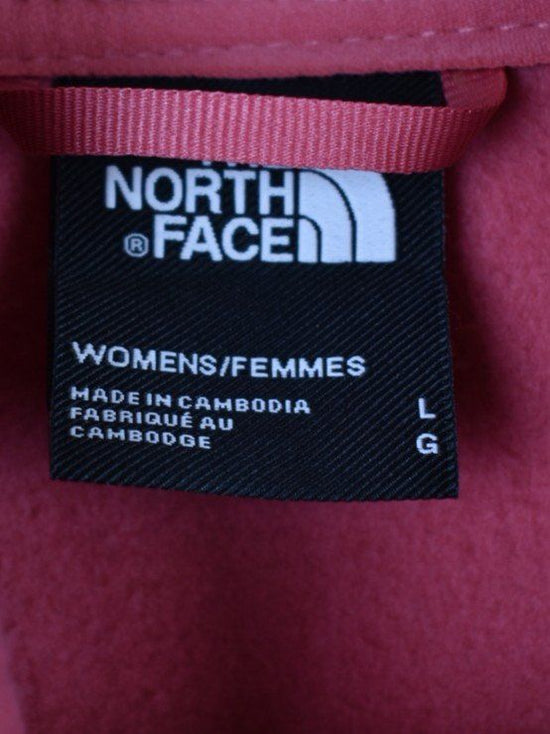 NORTH
® FACE
WOMENS/FEMMES
MADE IN CAMBODIA
FABRIQUÉ AU
CAMBODGE
L
G